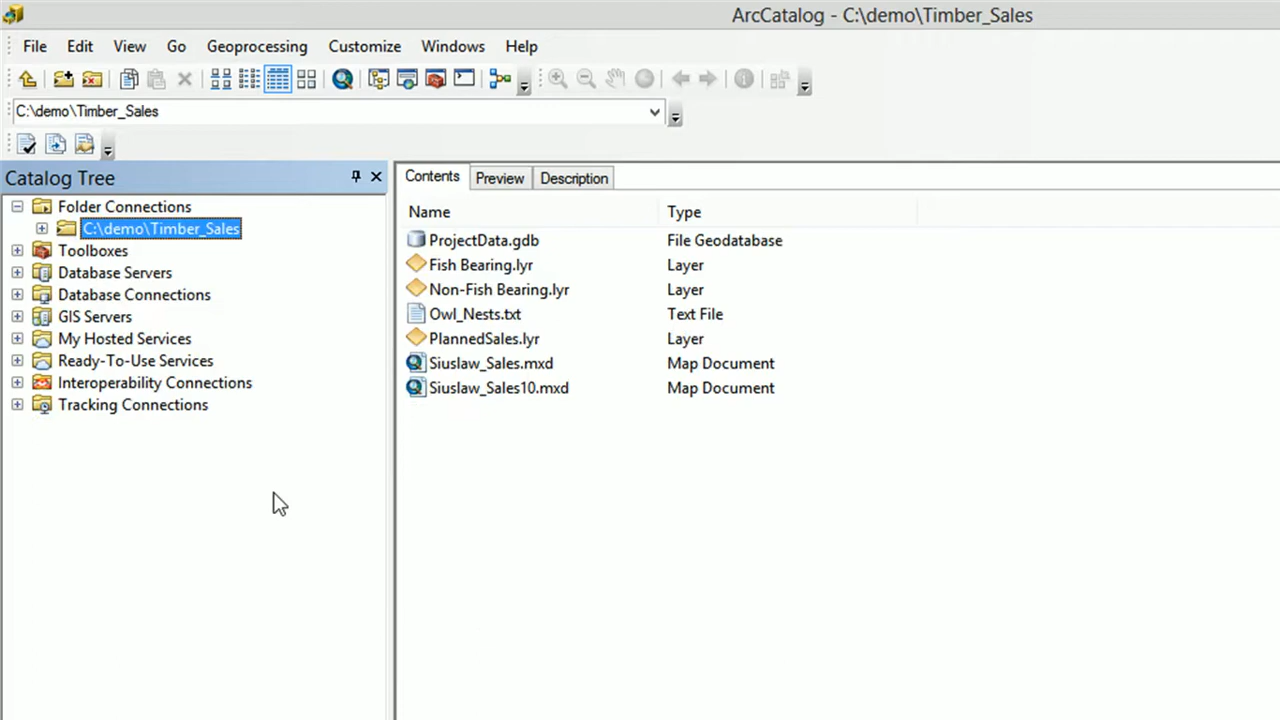 ArcCatalog - C:\demo\Timber_Sales
File Edit View Go Geoprocessing Customize Windows Help
C:\demo\Timber_Sales
Catalog Tree
Folder Connections
C:\demo\Timber_Sales
Toolboxes
Database Servers
Database Connections
GIS Servers
My Hosted Services
Ready-To-Use Services
Interoperability Connections
Tracking Connections
Contents Preview Description
Name Type
ProjectData.gdb File Geodatabase
Fish Bearing.lyr Layer
Non-Fish Bearing.lyr Layer
Owl_Nests.txt Text File
PlannedSales.lyr Layer
Siuslaw_Sales.mxd Map Document
Siuslaw_Sales10.mxd Map Document